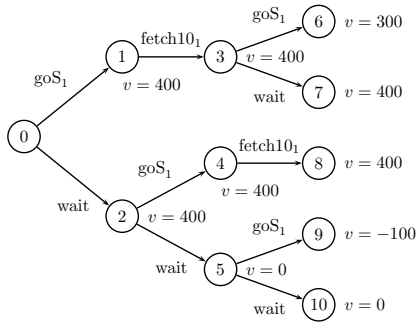 goS₁
6
v = 300
fetch10₁
1
3
v = 400
goS₁
v = 400
wait
7
v = 400
0
fetch10₁
goS₁
4
8
v = 400
v = 400
wait
2
v = 400
goS₁
9
v = −100
wait
5
v = 0
wait
10
v = 0